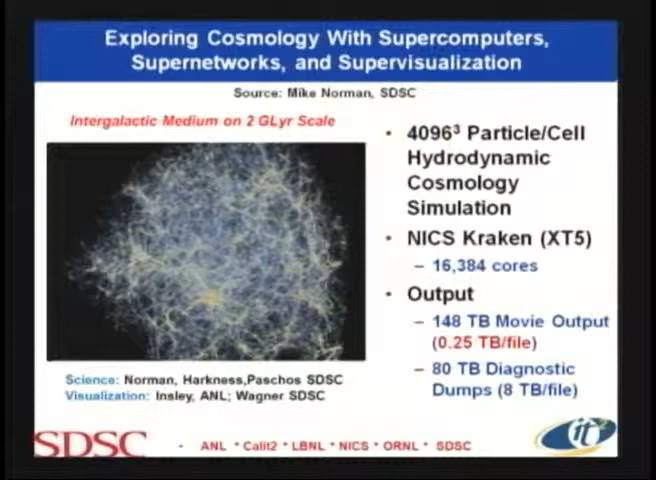 Exploring Cosmology With Supercomputers,
Supernetworks, and Supervisualization
Source: Mike Norman, SDSC
Intergalactic Medium on 2 GLyr Scale
• 4096³ Particle/Cell
Hydrodynamic
Cosmology
Simulation
• NICS Kraken (XT5)
– 16,384 cores
• Output
– 148 TB Movie Output
(0.25 TB/file)
– 80 TB Diagnostic
Dumps (8 TB/file)
Science: Norman, Harkness,Paschos SDSC
Visualization: Insley, ANL; Wagner SDSC
SDSC
- ANL * Calit2 * LBNL * NICS * ORNL * SDSC
it2